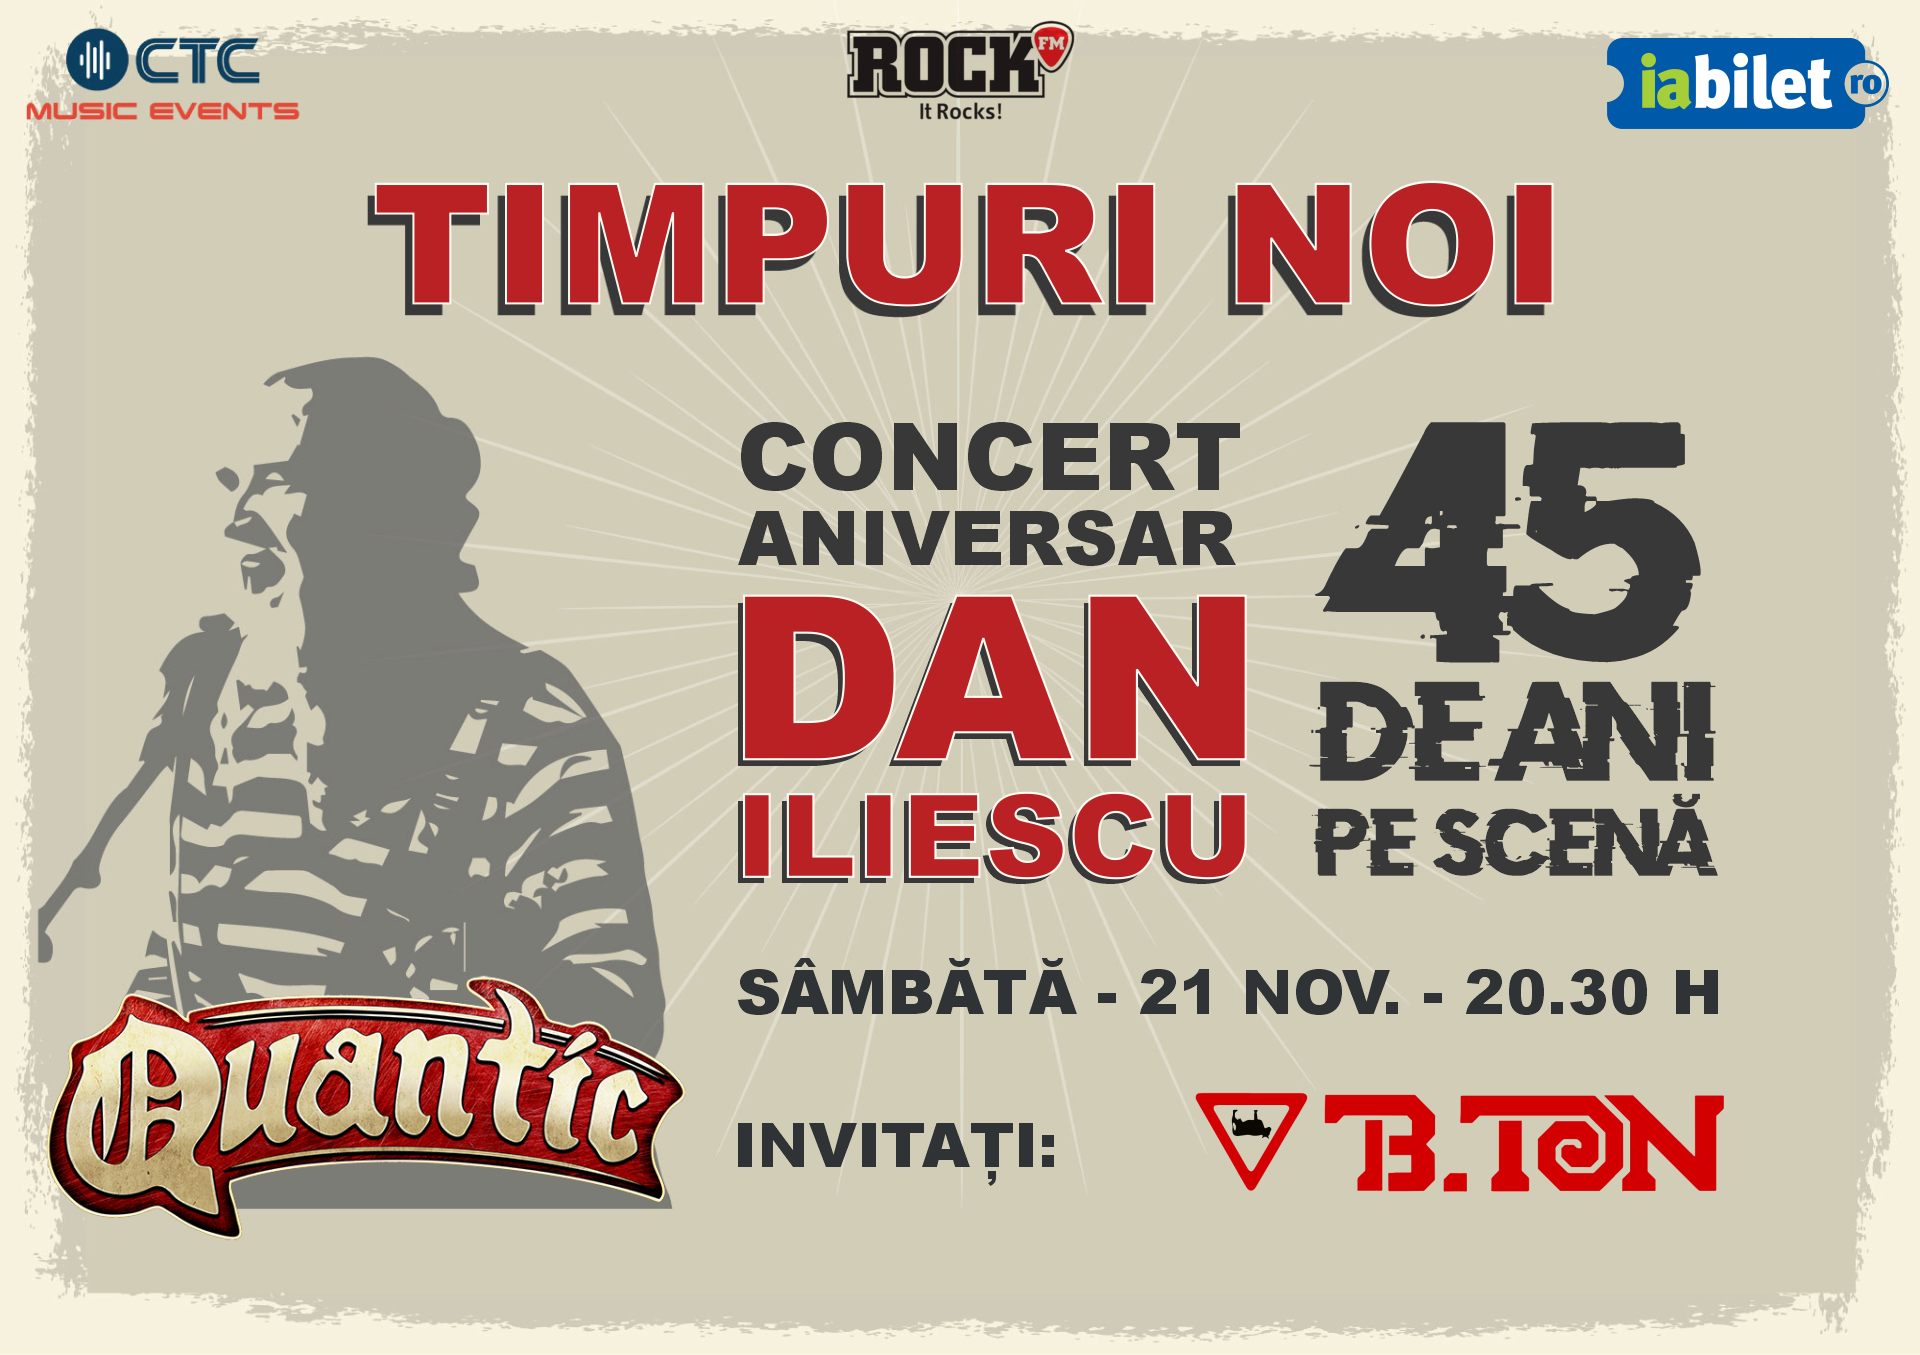 CTC
MUSIC EVENTS
ROCK FM
It Rocks!
iabilet ro
TIMPURI NOI
CONCERT
ANIVERSAR
DAN
ILIESCU
45
DE ANI
PE SCENĂ
SÂMBĂTĂ - 21 NOV. - 20.30 H
Quantic
INVITAȚI:
B.TON